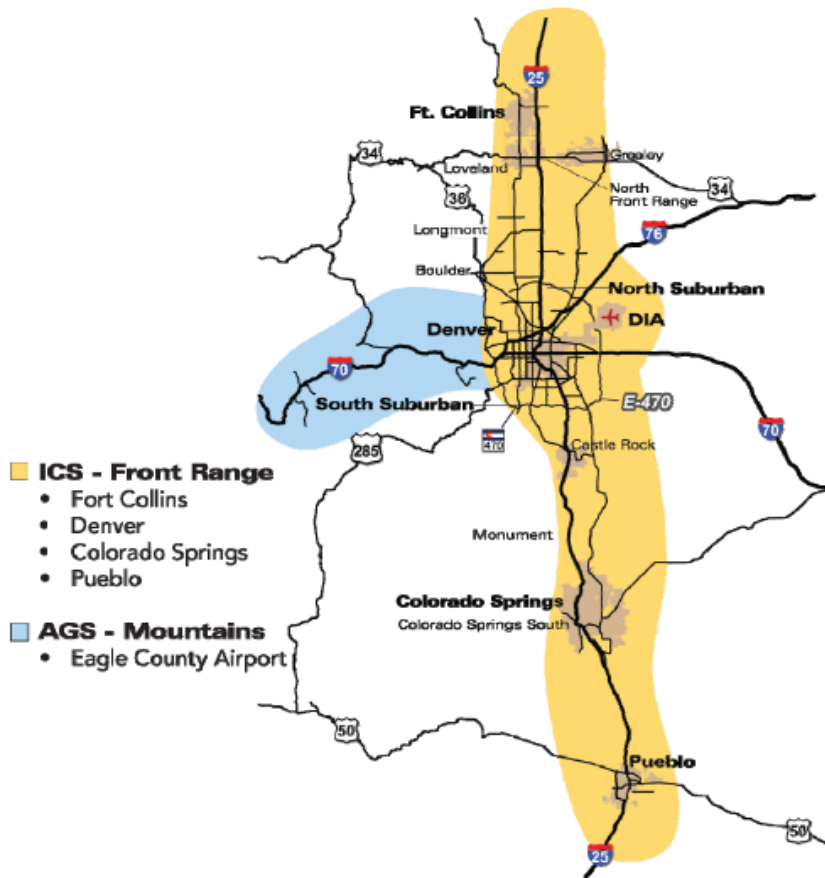 25
Ft. Collins
34
Greeley
Loveland
36
North
Front Range
34
Longmont
76
Boulder
North Suburban
Denver
DIA
70
South Suburban
E-470
470
70
285
Castle Rock
ICS - Front Range
• Fort Collins
• Denver
• Colorado Springs
• Pueblo
Monument
Colorado Springs
Colorado Springs South
AGS - Mountains
• Eagle County Airport
50
Pueblo
50
25